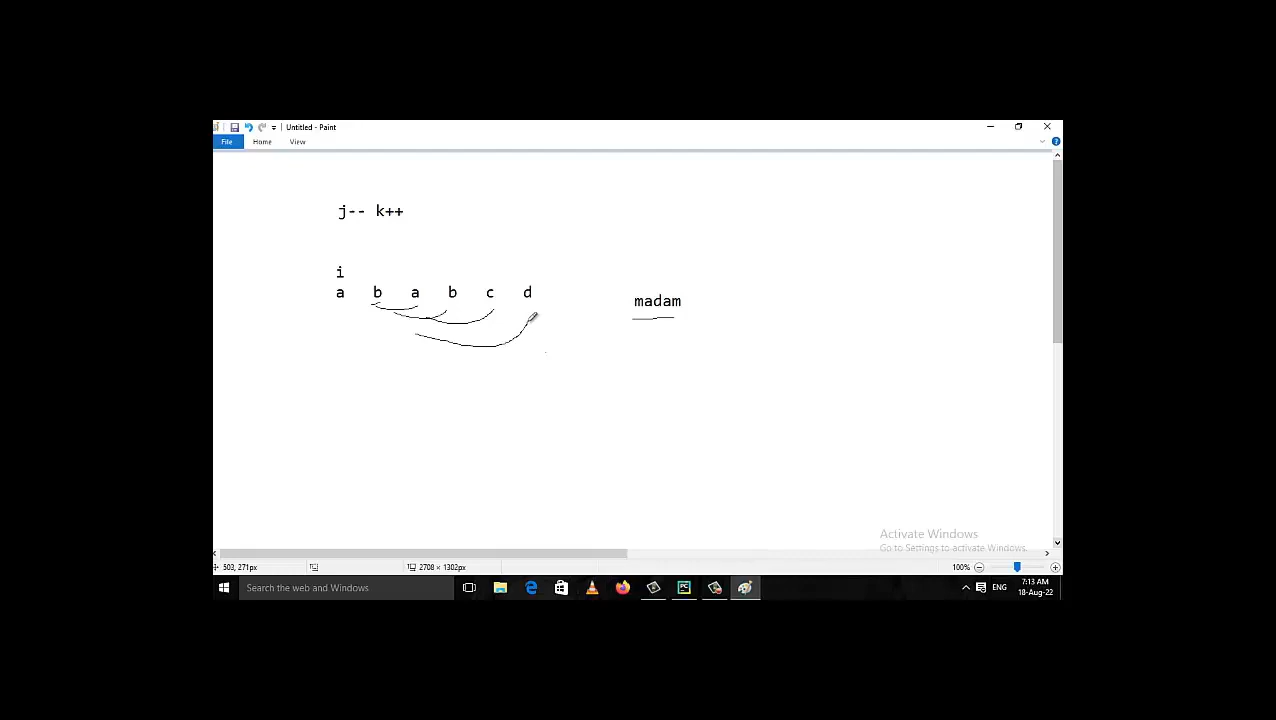 Untitled - Paint
File Home View
j-- k++
i
a b a b c d
madam
Activate Windows
Go to Settings to activate Windows.
503, 271px
2708 × 1302px
100%
Search the web and Windows
ENG
7:13 AM
18-Aug-22